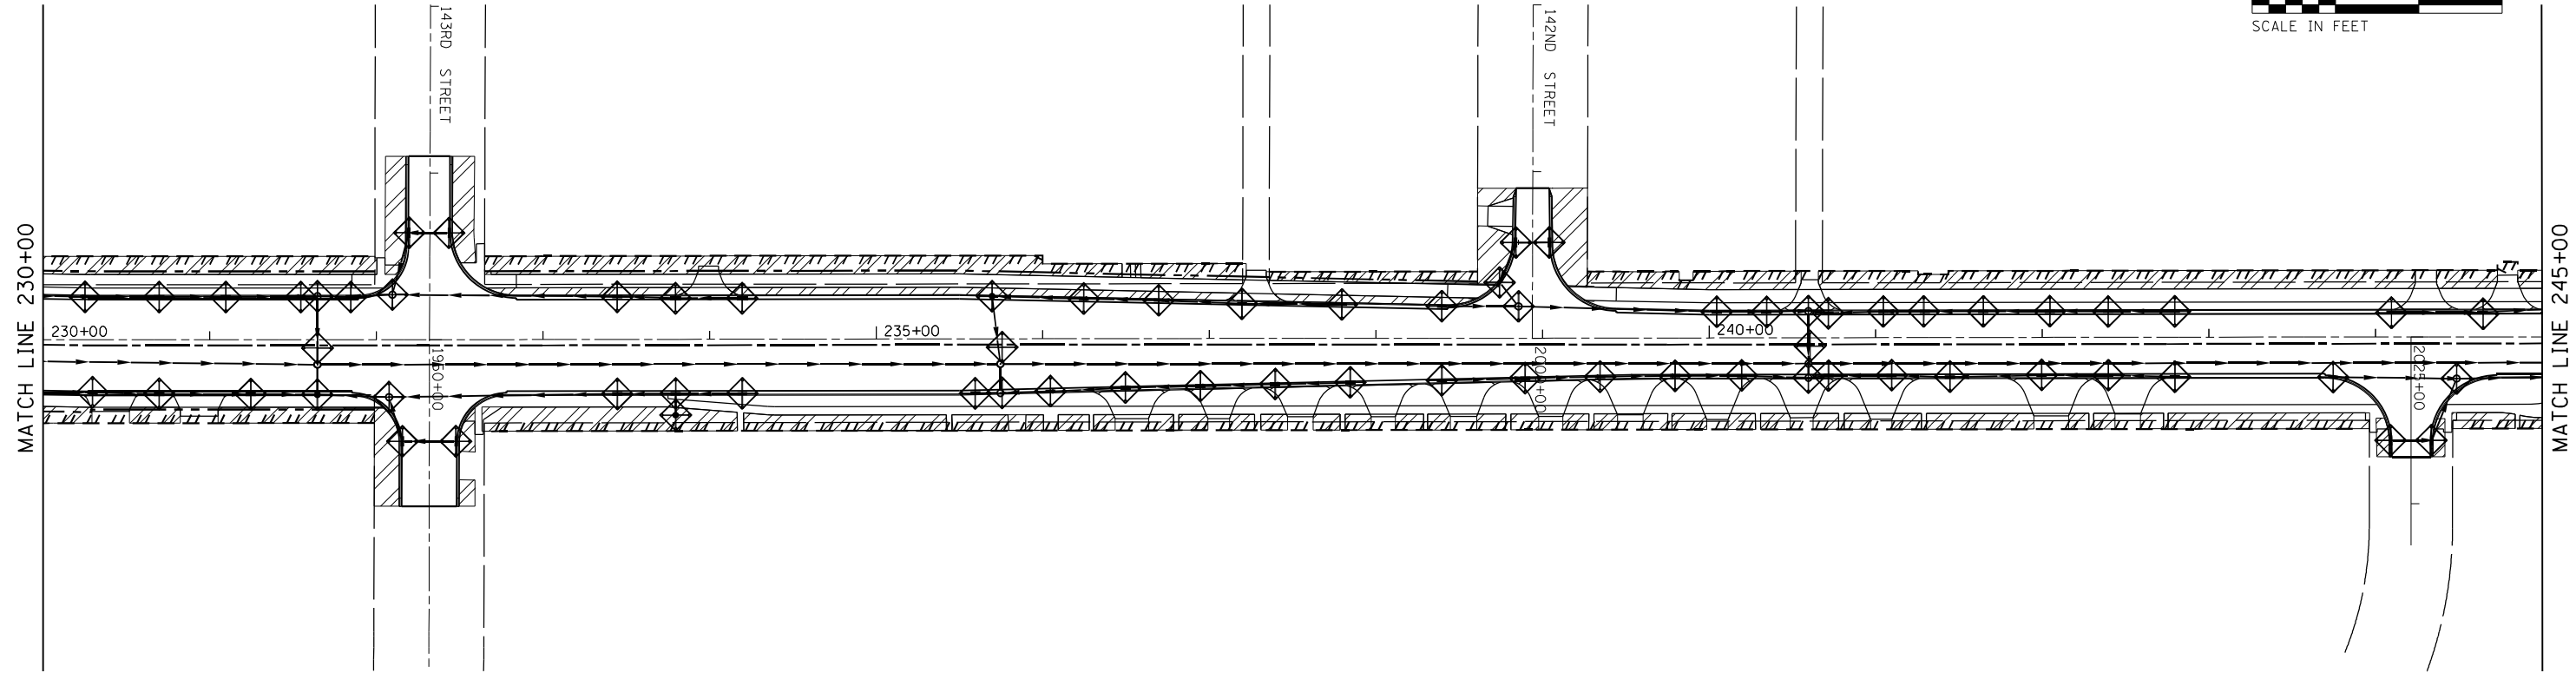 143RD STREET
142ND STREET
SCALE IN FEET
MATCH LINE 230+00
MATCH LINE 245+00
230+00
235+00
240+00
1950+00
2000+00
2025+00